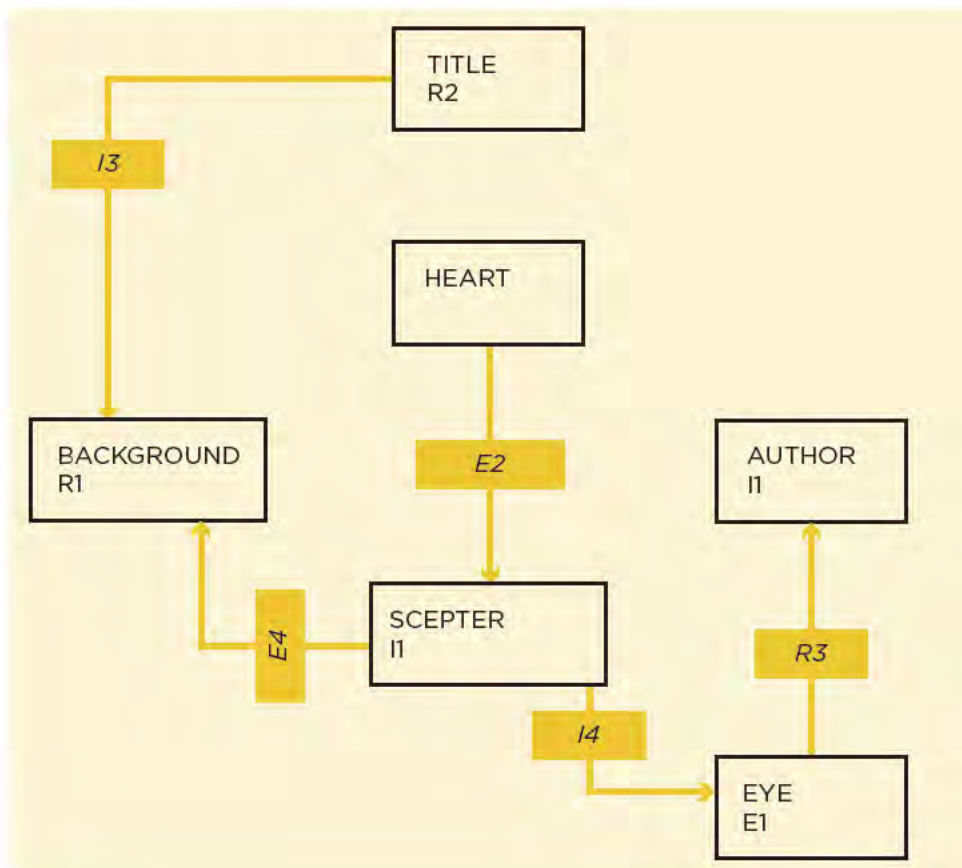 TITLE
R2
I3
HEART
BACKGROUND
R1
E2
AUTHOR
I1
SCEPTER
I1
E4
R3
I4
EYE
E1